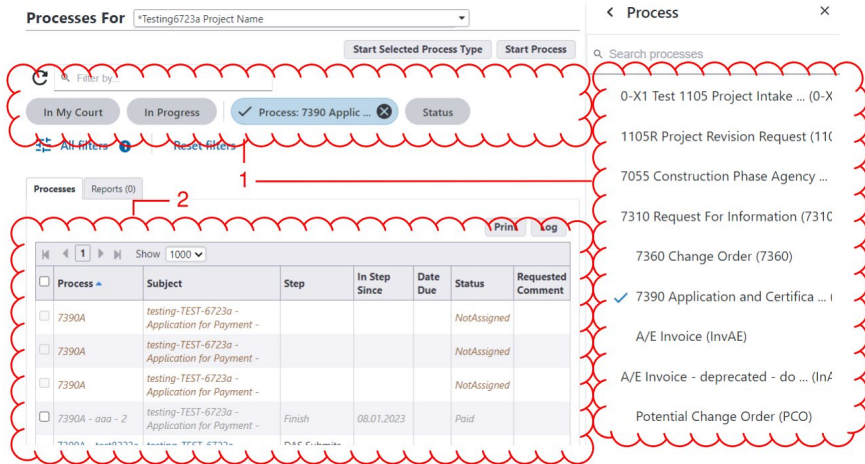 Processes For *Testing6723a Project Name
Start Selected Process Type Start Process
Filter by...
In My Court In Progress Process: 7390 Applic ... Status
All filters Reset filters
1
Processes Reports (0)
2
Print Log
1 Show 1000
Process Subject Step In Step Since Date Due Status Requested Comment
7390A testing-TEST-6723a - Application for Payment - NotAssigned
7390A testing-TEST-6723a - Application for Payment - NotAssigned
7390A testing-TEST-6723a - Application for Payment - NotAssigned
7390A - aaa - 2 testing-TEST-6723a - Application for Payment - Finish 08.01.2023 Paid
testing-TEST-6723a DAS Submits
Process
Search processes
0-X1 Test 1105 Project Intake ... (0-X
1105R Project Revision Request (110
7055 Construction Phase Agency ...
7310 Request For Information (7310
7360 Change Order (7360)
7390 Application and Certifica ... (
A/E Invoice (InvAE)
A/E Invoice - deprecated - do ... (InA
Potential Change Order (PCO)